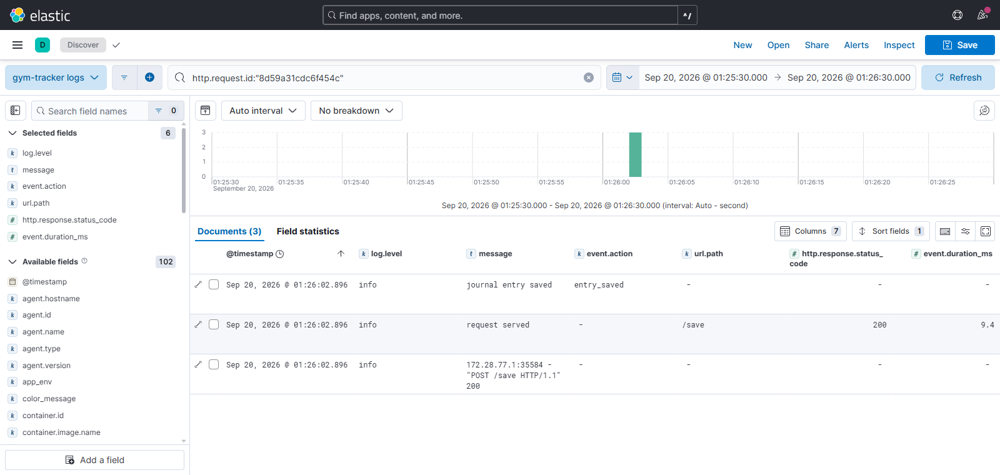 elastic
Find apps, content, and more.
^/
D
Discover
New
Open
Share
Alerts
Inspect
Save
gym-tracker logs
http.request.id:"8d59a31cdc6f454c"
Sep 20, 2026 @ 01:25:30.000 → Sep 20, 2026 @ 01:26:30.000
Refresh
Search field names
0
Auto interval
No breakdown
Selected fields
6
k log.level
t message
k event.action
k url.path
# http.response.status_code
# event.duration_ms
Available fields
102
@timestamp
k agent.hostname
k agent.id
k agent.name
k agent.type
k agent.version
k app_env
k color_message
k container.id
k container.image.name
Add a field
3
2
1
0
01:25:30
September 20, 2026
01:25:35
01:25:40
01:25:45
01:25:50
01:25:55
01:26:00
01:26:05
01:26:10
01:26:15
01:26:20
01:26:25
Sep 20, 2026 @ 01:25:30.000 - Sep 20, 2026 @ 01:26:30.000 (interval: Auto - second)
Documents (3)
Field statistics
Columns 7
Sort fields 1
@timestamp
k log.level
t message
k event.action
k url.path
# http.response.status_
code
# event.duration_ms
Sep 20, 2026 @ 01:26:02.896 info journal entry saved entry_saved - - -
Sep 20, 2026 @ 01:26:02.896 info request served - /save 200 9.4
Sep 20, 2026 @ 01:26:02.896 info 172.28.77.1:35584 - - - - -
"POST /save HTTP/1.1"
200